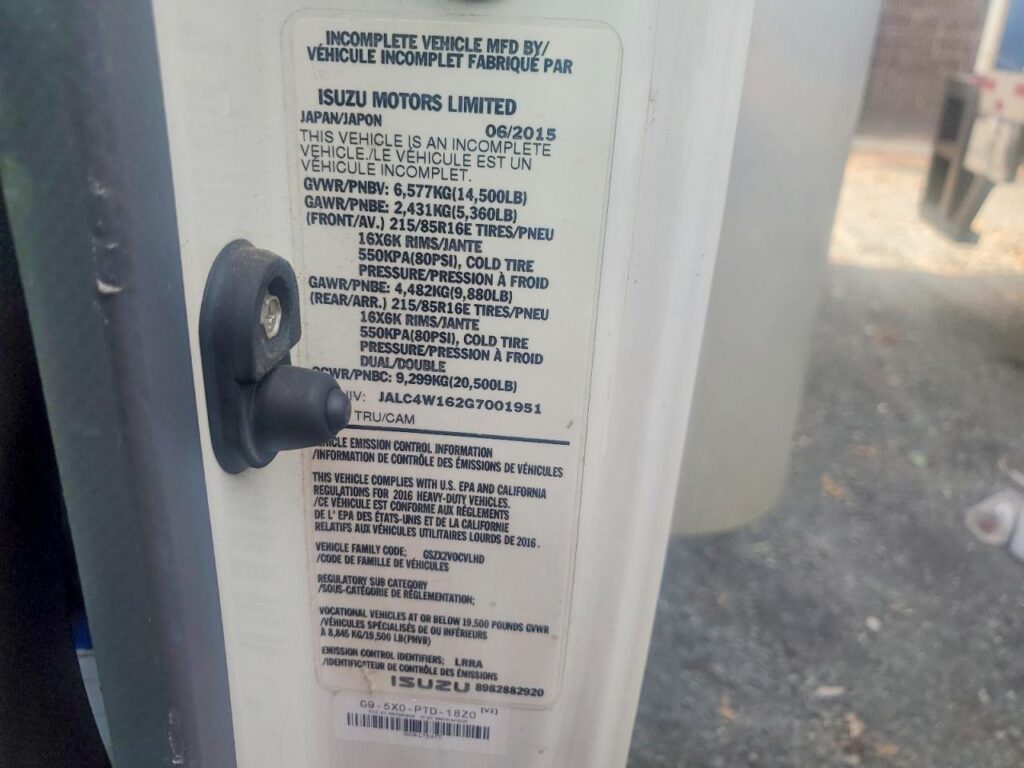 INCOMPLETE VEHICLE MFD BY/
VÉHICULE INCOMPLET FABRIQUÉ PAR
ISUZU MOTORS LIMITED
JAPAN/JAPON 06/2015
THIS VEHICLE IS AN INCOMPLETE
VEHICLE./LE VÉHICULE EST UN
VÉHICULE INCOMPLET.
GVWR/PNBV: 6,577KG(14,500LB)
GAWR/PNBE: 2,431KG(5,360LB)
(FRONT/AV.) 215/85R16E TIRES/PNEU
16X6K RIMS/JANTE
550KPA(80PSI), COLD TIRE
PRESSURE/PRESSION À FROID
GAWR/PNBE: 4,482KG(9,880LB)
(REAR/ARR.) 215/85R16E TIRES/PNEU
16X6K RIMS/JANTE
550KPA(80PSI), COLD TIRE
PRESSURE/PRESSION À FROID
DUAL/DOUBLE
GCWR/PNBC: 9,299KG(20,500LB)
IV: JALC4W162G7001951
TRU/CAM
VEHICLE EMISSION CONTROL INFORMATION
/INFORMATION DE CONTRÔLE DES ÉMISSIONS DE VÉHICULES
THIS VEHICLE COMPLIES WITH U.S. EPA AND CALIFORNIA
REGULATIONS FOR 2016 HEAVY-DUTY VEHICLES.
/CE VÉHICULE EST CONFORME AUX RÈGLEMENTS
DE L' EPA DES ÉTATS-UNIS ET DE LA CALIFORNIE
RELATIFS AUX VÉHICULES UTILITAIRES LOURDS DE 2016.
VEHICLE FAMILY CODE; GSZX2VOCVLHD
/CODE DE FAMILLE DE VÉHICULES
REGULATORY SUB CATEGORY
/SOUS-CATÉGORIE DE RÉGLEMENTATION;
VOCATIONAL VEHICLES AT OR BELOW 19,500 POUNDS GVWR
/VÉHICULES SPÉCIALISÉS DE OU INFÉRIEURS
À 8,845 KG/19,500 LB(PNVB)
EMISSION CONTROL IDENTIFIERS; LRRA
/IDENTIFICATEUR DE CONTRÔLE DES ÉMISSIONS
ISUZU 8982882920
G9-5X0-PTD-18Z0 [V3]